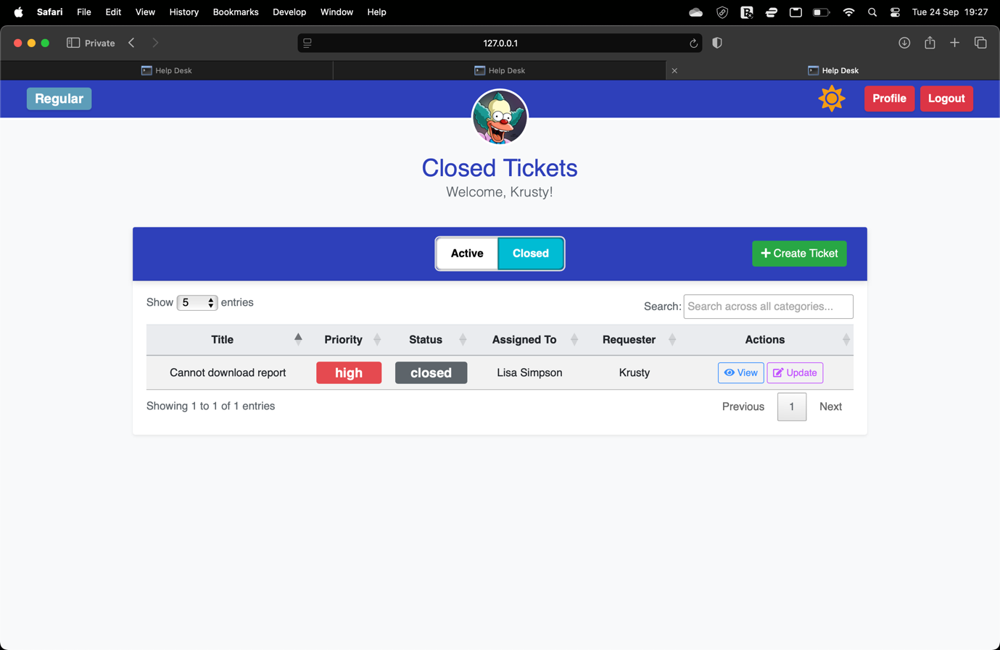 Safari File Edit View History Bookmarks Develop Window Help Tue 24 Sep 19:27
Private 127.0.0.1
Help Desk Help Desk Help Desk
Regular Profile Logout
Closed Tickets
Welcome, Krusty!
Active Closed + Create Ticket
Show 5 entries Search: Search across all categories...
Title Priority Status Assigned To Requester Actions
Cannot download report high closed Lisa Simpson Krusty View Update
Showing 1 to 1 of 1 entries Previous 1 Next